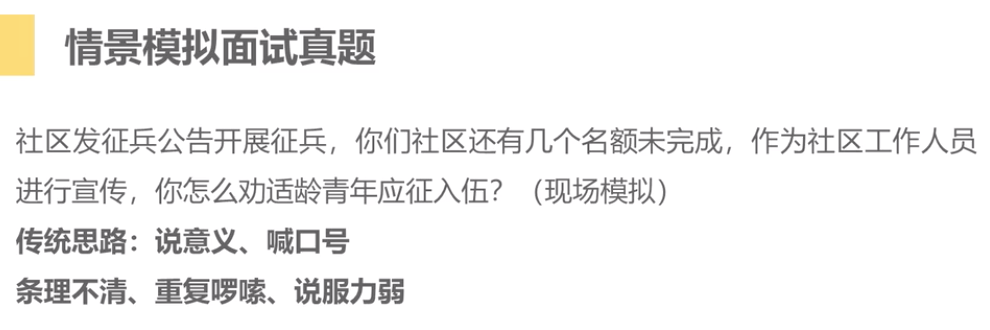 情景模拟面试真题
社区发征兵公告开展征兵，你们社区还有几个名额未完成，作为社区工作人员
进行宣传，你怎么劝适龄青年应征入伍？（现场模拟）
传统思路：说意义、喊口号
条理不清、重复啰嗦、说服力弱